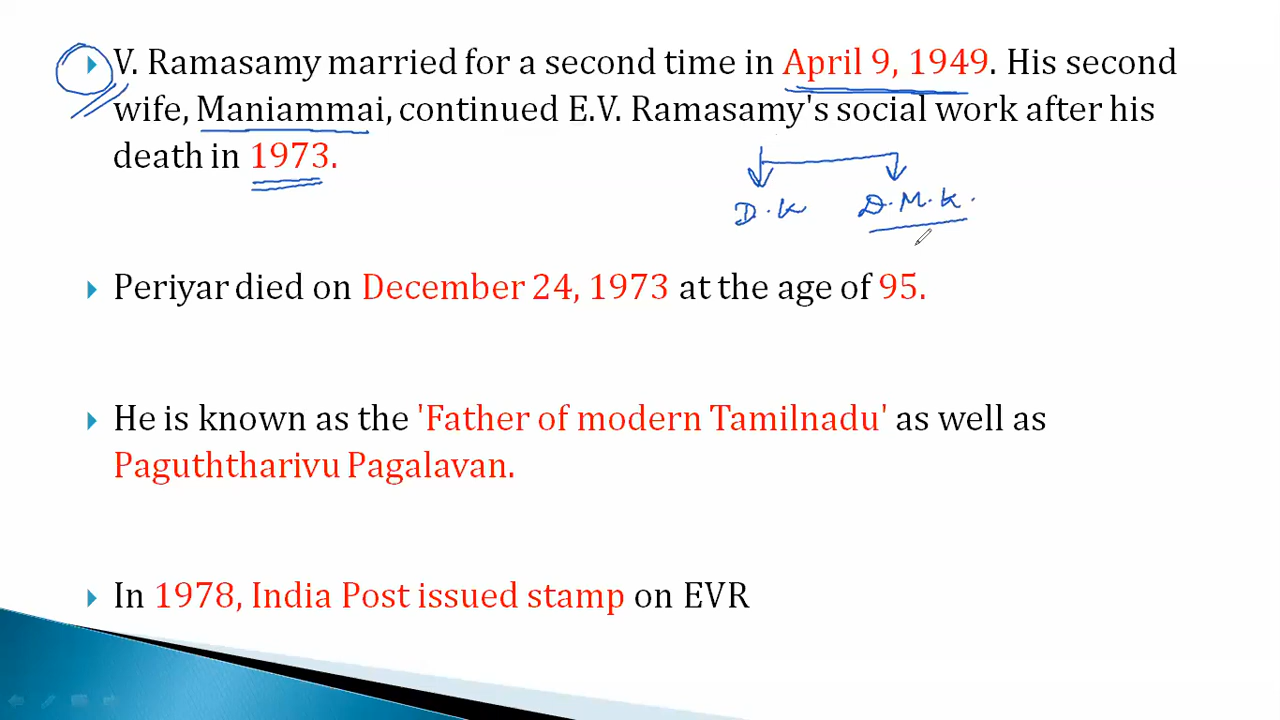 V. Ramasamy married for a second time in April 9, 1949. His second
wife, Maniammai, continued E.V. Ramasamy's social work after his
death in 1973.
D.K D.M.K.
Periyar died on December 24, 1973 at the age of 95.
He is known as the 'Father of modern Tamilnadu' as well as
Paguththarivu Pagalavan.
In 1978, India Post issued stamp on EVR